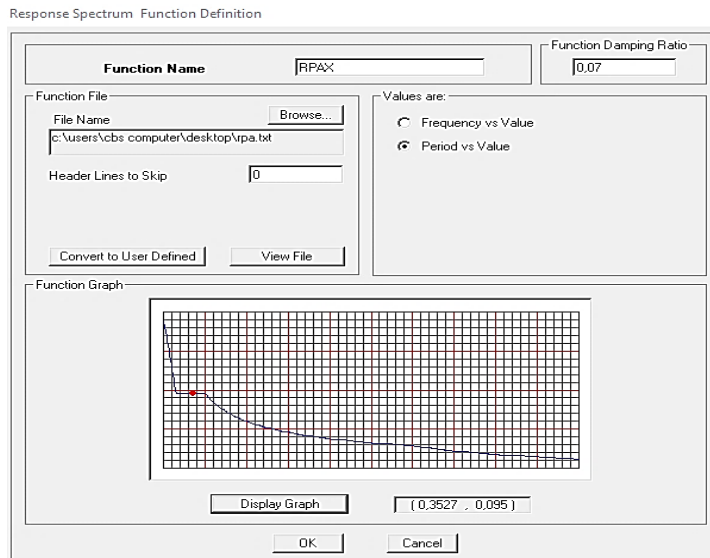 Response Spectrum Function Definition
Function Name
RPAX
Function Damping Ratio
0,07
Function File
File Name
Browse...
c:\users\cbs computer\desktop\rpa.txt
Header Lines to Skip
0
Convert to User Defined
View File
Values are:
Frequency vs Value
Period vs Value
Function Graph
Display Graph
( 0,3527 , 0,095 )
OK
Cancel